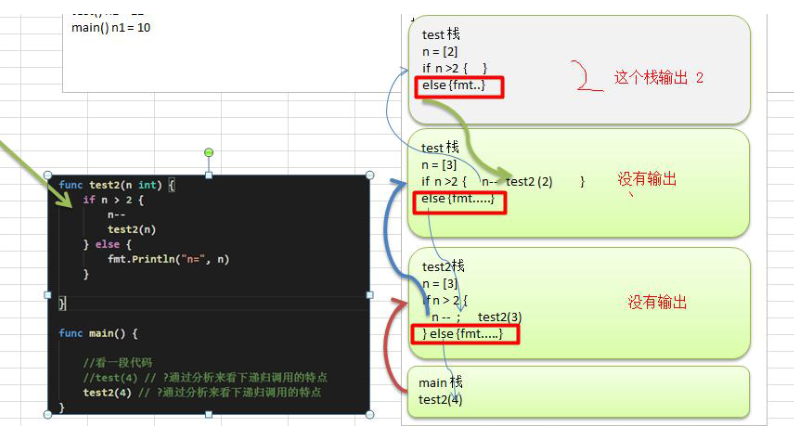 main() n1 = 10
func test2(n int) {
if n > 2 {
n--
test2(n)
} else {
fmt.Println("n=", n)
}
}
func main() {
//看一段代码
//test(4) // ?通过分析来看下递归调用的特点
test2(4) // ?通过分析来看下递归调用的特点
}
test 栈
n = [2]
if n >2 { }
else {fmt..}
2 这个栈输出 2
test 栈
n = [3]
if n >2 { n-- test2 (2) }
else {fmt.....}
没有输出
test2栈
n = [3]
if n > 2 {
n -- ; test2(3)
} else {fmt.....}
没有输出
main 栈
test2(4)